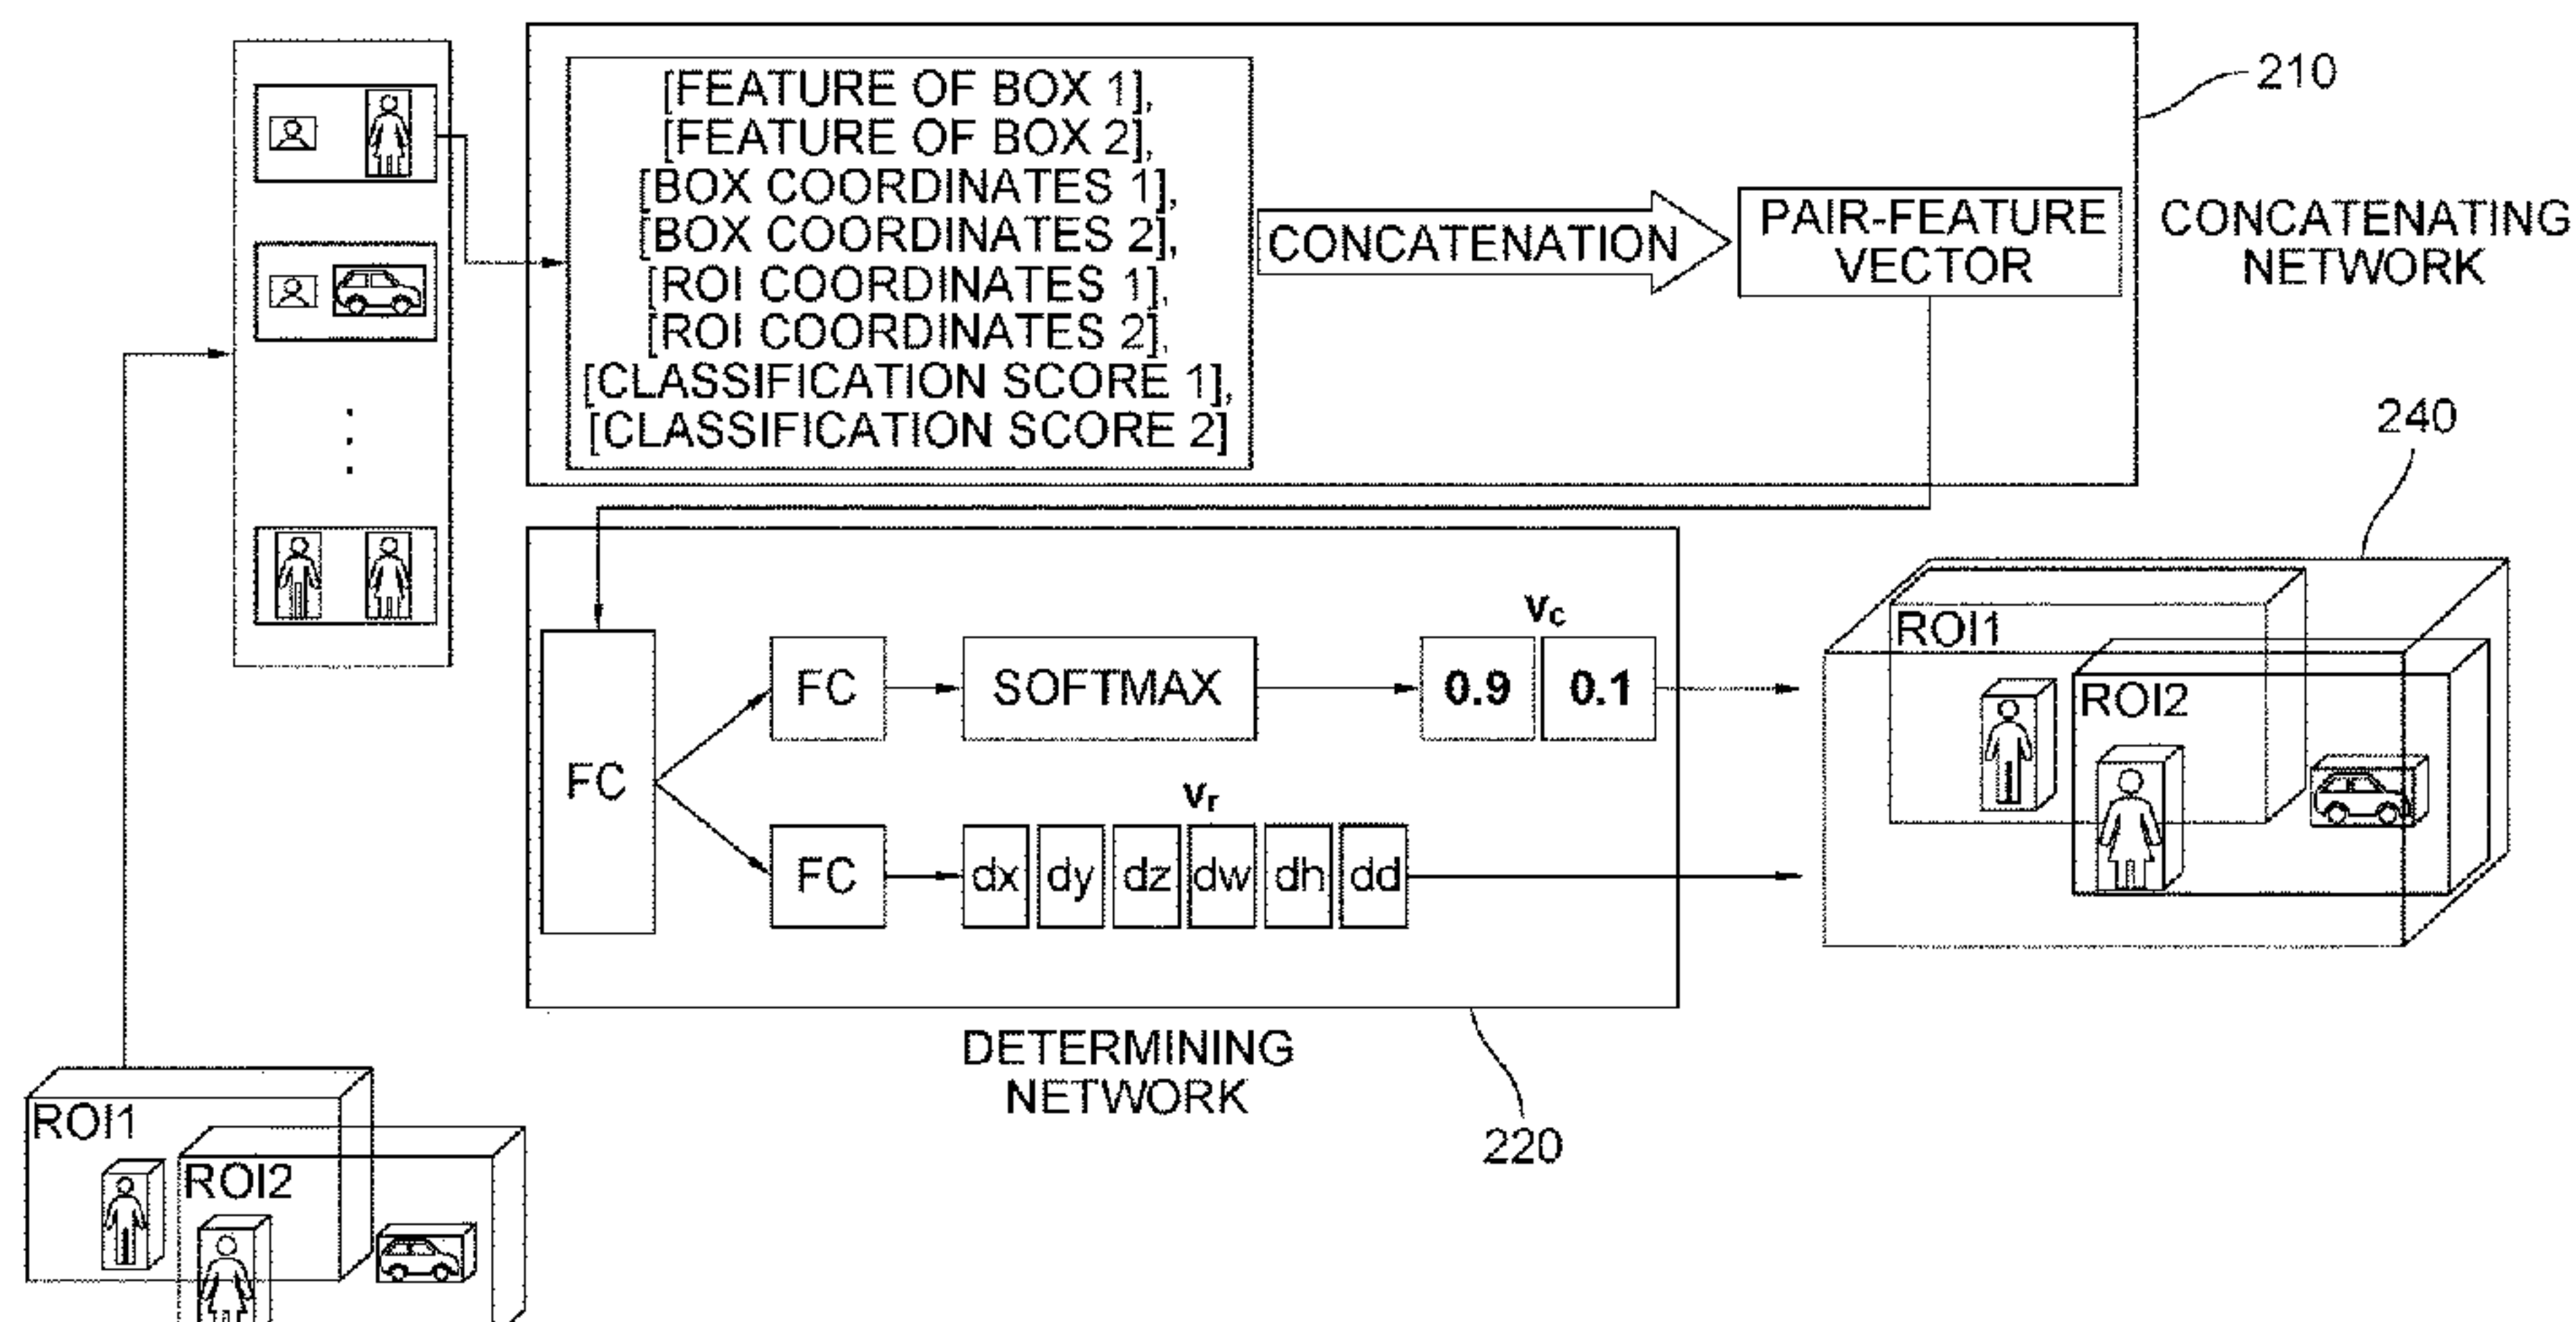 [FEATURE OF BOX 1],
[FEATURE OF BOX 2],
[BOX COORDINATES 1],
[BOX COORDINATES 2],
[ROI COORDINATES 1],
[ROI COORDINATES 2],
[CLASSIFICATION SCORE 1],
[CLASSIFICATION SCORE 2]
CONCATENATION
PAIR-FEATURE
VECTOR
210
CONCATENATING
NETWORK
240
FC
FC
SOFTMAX
vc
0.9 0.1
FC
vr
dx dy dz dw dh dd
ROI1
ROI2
DETERMINING
NETWORK
220
ROI1
ROI2